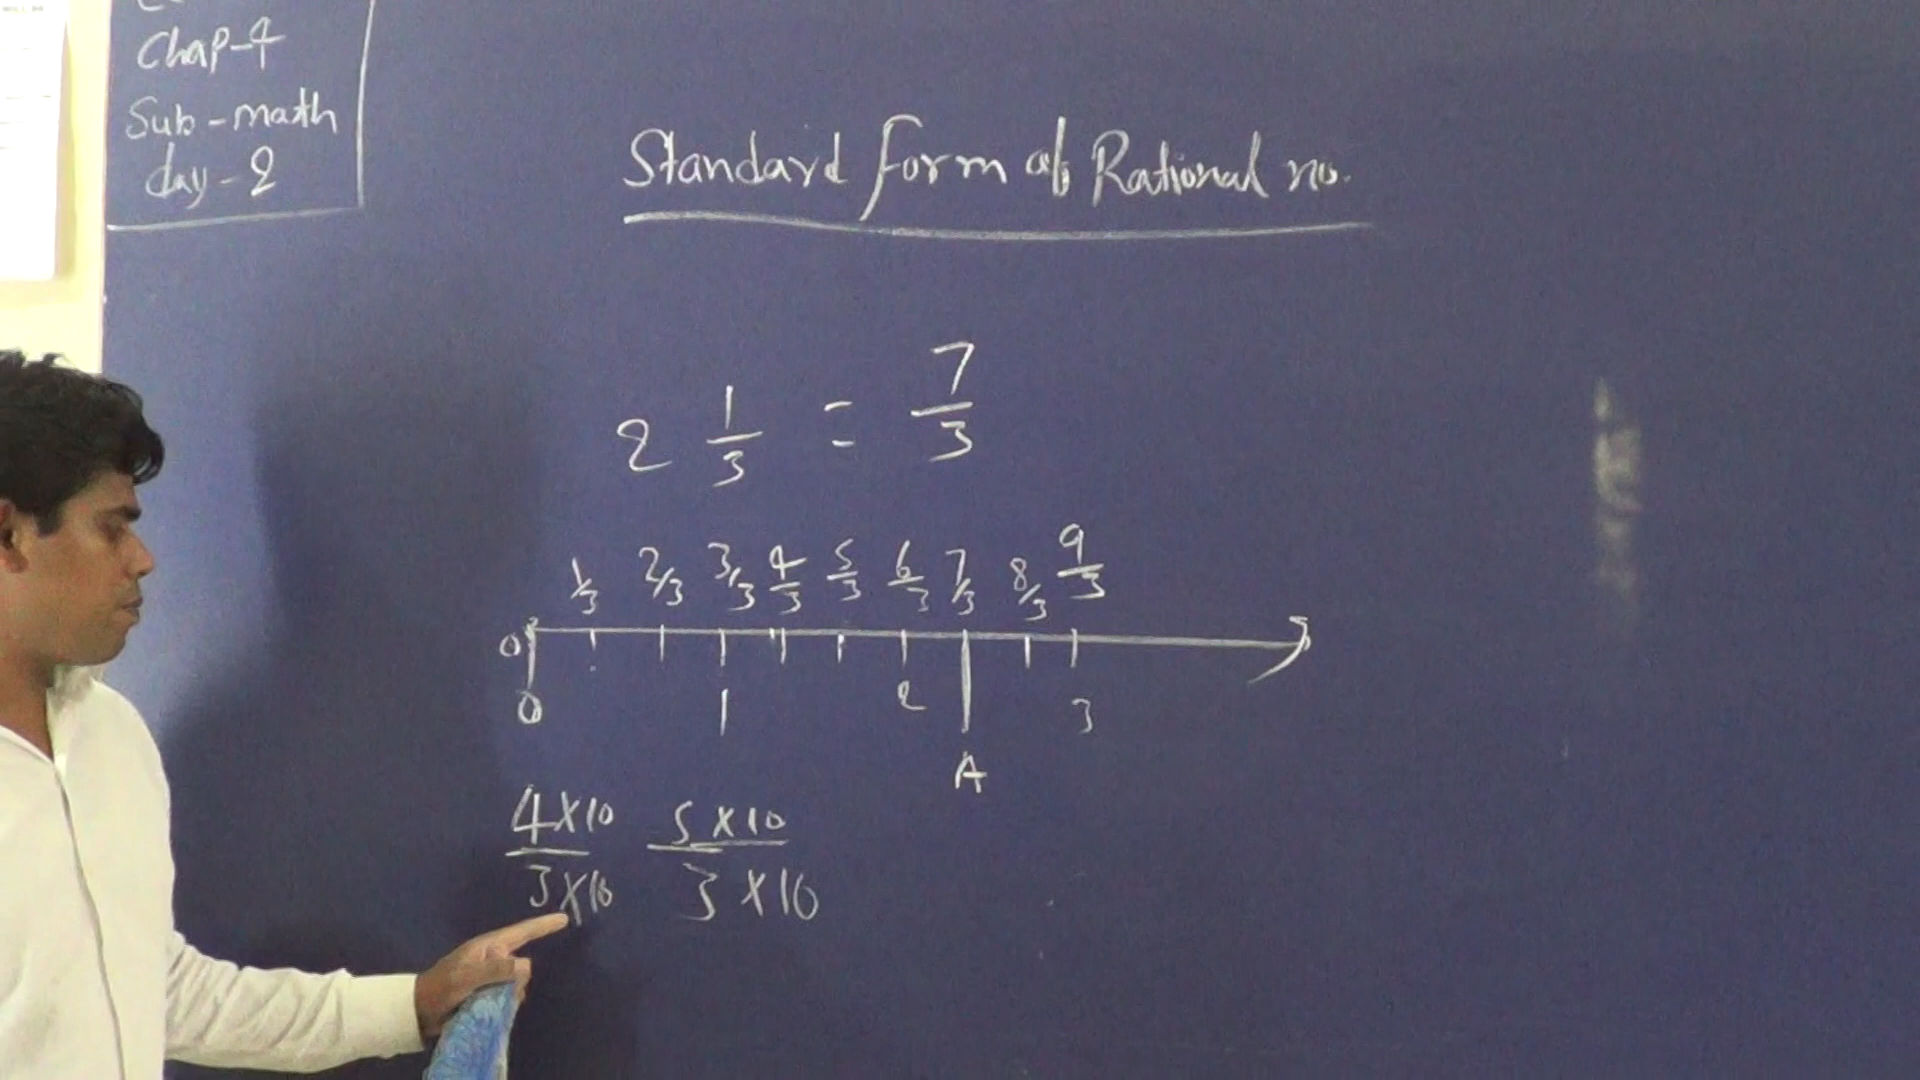 Chap-4
Sub-math
day-2
Standard form of Rational no.
2 1/3 = 7/3
1/3 2/3 3/3 4/3 5/3 6/3 7/3 8/3 9/3
0
0 1 2 3
A
4×10 5×10
3×10 3×10